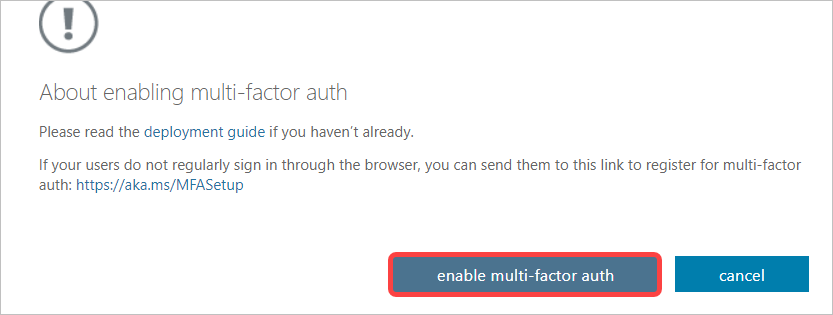 About enabling multi-factor auth
Please read the deployment guide if you haven't already.
If your users do not regularly sign in through the browser, you can send them to this link to register for multi-factor
auth: https://aka.ms/MFASetup
enable multi-factor auth
cancel